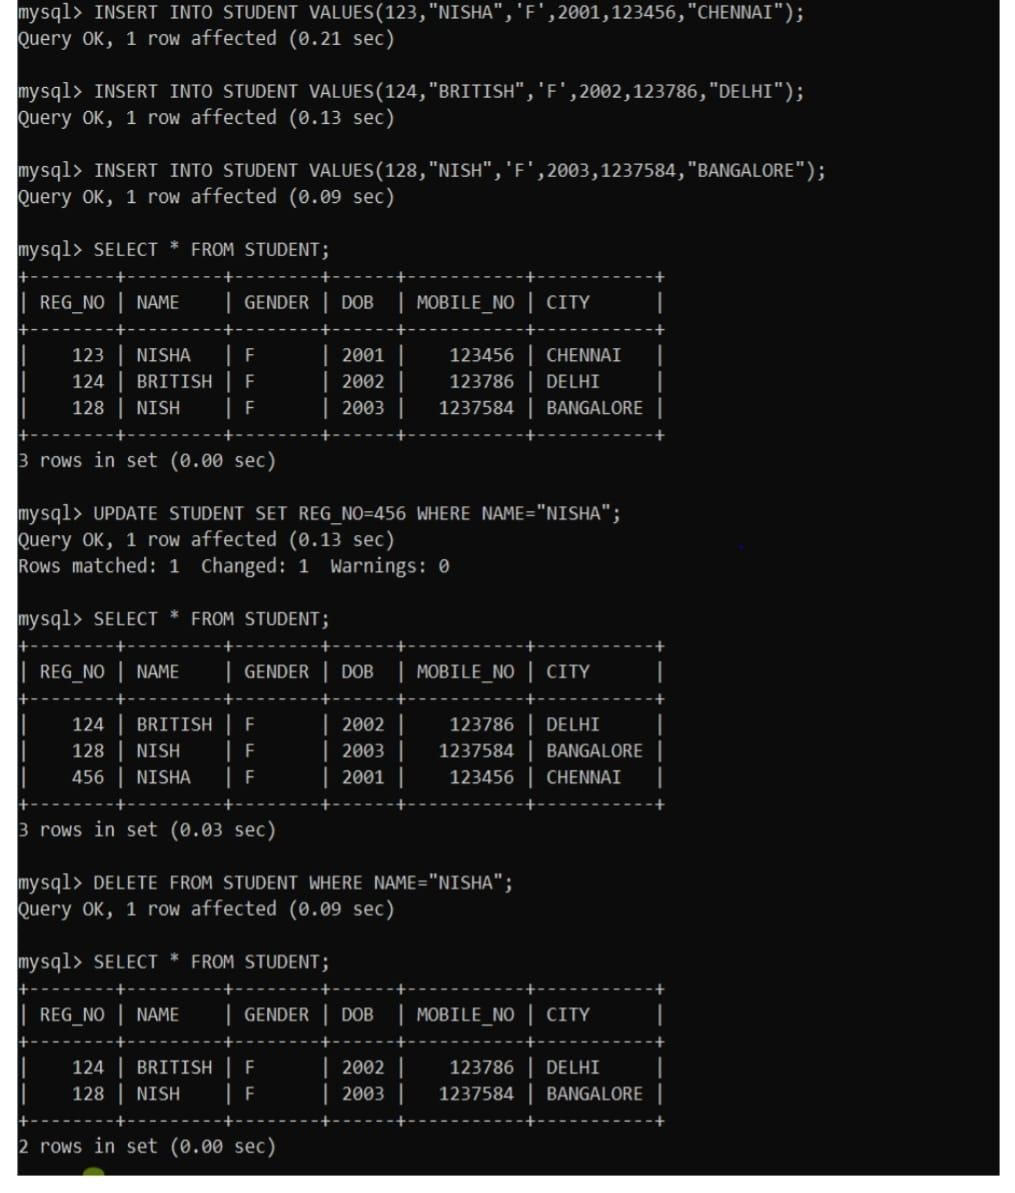 mysql> INSERT INTO STUDENT VALUES(123,"NISHA",'F',2001,123456,"CHENNAI");
Query OK, 1 row affected (0.21 sec)
mysql> INSERT INTO STUDENT VALUES(124,"BRITISH",'F',2002,123786,"DELHI");
Query OK, 1 row affected (0.13 sec)
mysql> INSERT INTO STUDENT VALUES(128,"NISH",'F',2003,1237584,"BANGALORE");
Query OK, 1 row affected (0.09 sec)
mysql> SELECT * FROM STUDENT;
+--------+---------+--------+------+-----------+-----------+
| REG_NO | NAME    | GENDER | DOB  | MOBILE_NO | CITY      |
+--------+---------+--------+------+-----------+-----------+
|    123 | NISHA   | F      | 2001 |    123456 | CHENNAI   |
|    124 | BRITISH | F      | 2002 |    123786 | DELHI     |
|    128 | NISH    | F      | 2003 |   1237584 | BANGALORE |
+--------+---------+--------+------+-----------+-----------+
3 rows in set (0.00 sec)
mysql> UPDATE STUDENT SET REG_NO=456 WHERE NAME="NISHA";
Query OK, 1 row affected (0.13 sec)
Rows matched: 1  Changed: 1  Warnings: 0
mysql> SELECT * FROM STUDENT;
+--------+---------+--------+------+-----------+-----------+
| REG_NO | NAME    | GENDER | DOB  | MOBILE_NO | CITY      |
+--------+---------+--------+------+-----------+-----------+
|    124 | BRITISH | F      | 2002 |    123786 | DELHI     |
|    128 | NISH    | F      | 2003 |   1237584 | BANGALORE |
|    456 | NISHA   | F      | 2001 |    123456 | CHENNAI   |
+--------+---------+--------+------+-----------+-----------+
3 rows in set (0.03 sec)
mysql> DELETE FROM STUDENT WHERE NAME="NISHA";
Query OK, 1 row affected (0.09 sec)
mysql> SELECT * FROM STUDENT;
+--------+---------+--------+------+-----------+-----------+
| REG_NO | NAME    | GENDER | DOB  | MOBILE_NO | CITY      |
+--------+---------+--------+------+-----------+-----------+
|    124 | BRITISH | F      | 2002 |    123786 | DELHI     |
|    128 | NISH    | F      | 2003 |   1237584 | BANGALORE |
+--------+---------+--------+------+-----------+-----------+
2 rows in set (0.00 sec)